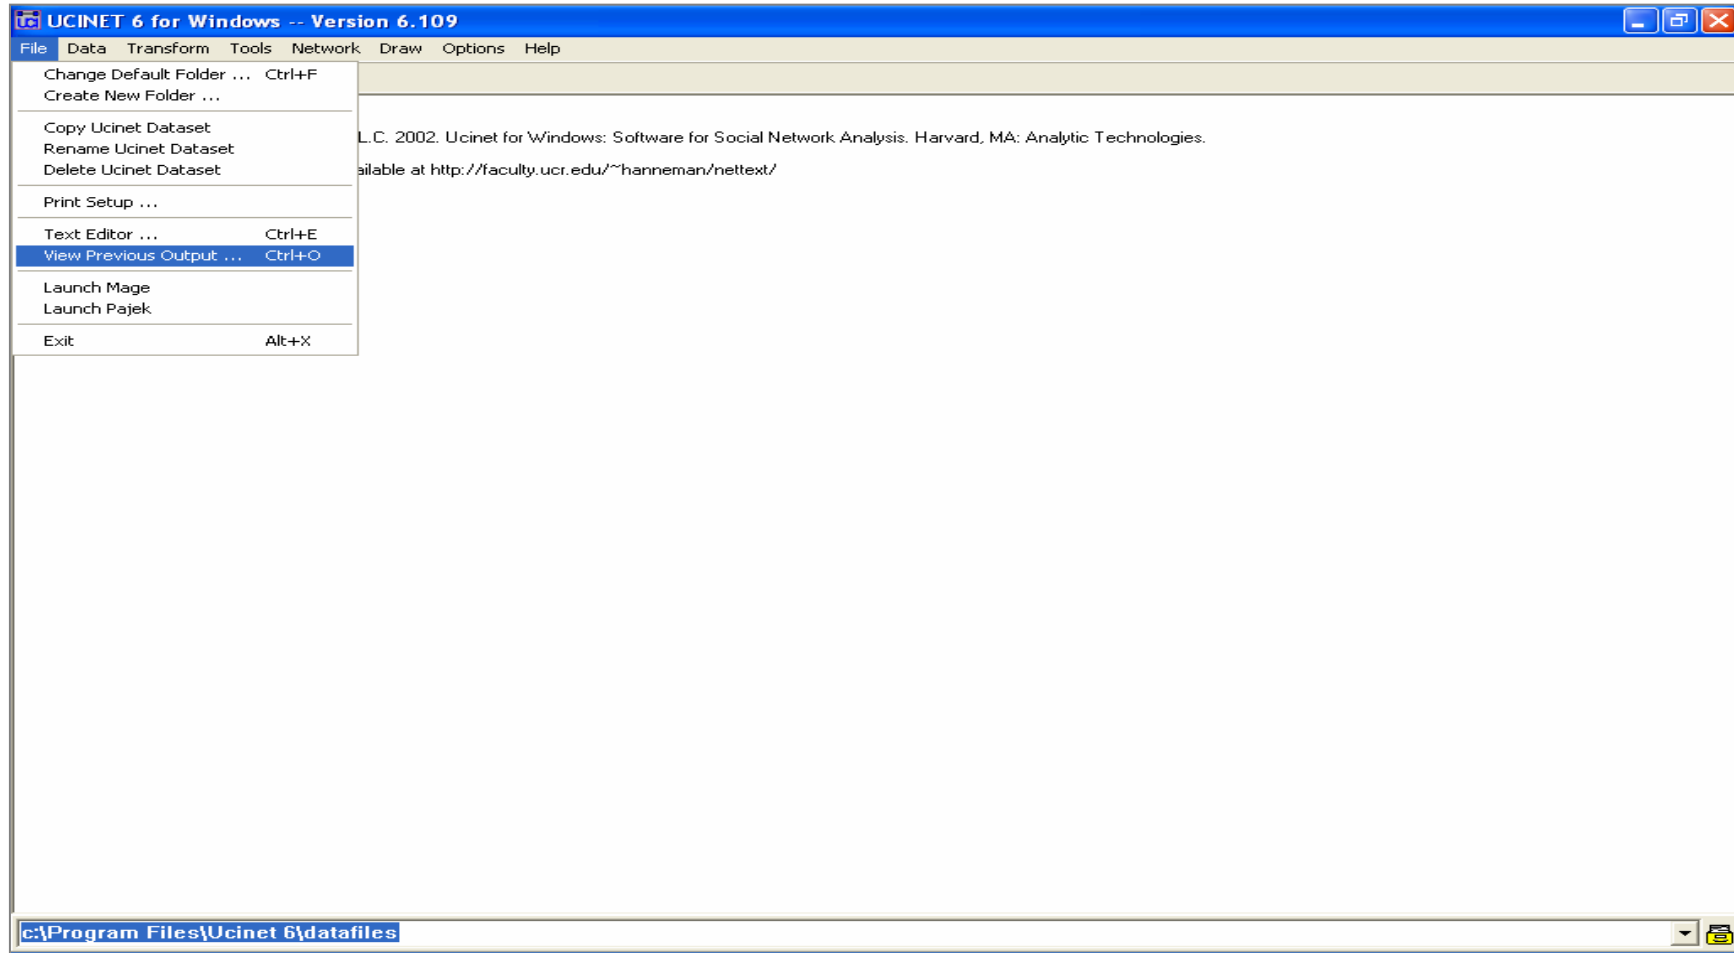 UCINET 6 for Windows -- Version 6.109
File Data Transform Tools Network Draw Options Help
Change Default Folder ... Ctrl+F
Create New Folder ...
Copy Ucinet Dataset
L.C. 2002. Ucinet for Windows: Software for Social Network Analysis. Harvard, MA: Analytic Technologies.
Rename Ucinet Dataset
Delete Ucinet Dataset
at http://faculty.ucr.edu/~hanneman/nettext/
Print Setup ...
Text Editor ... Ctrl+E
View Previous Output ... Ctrl+O
Launch Mage
Launch Pajek
Exit Alt+X
c:\Program Files\Ucinet 6\datafiles